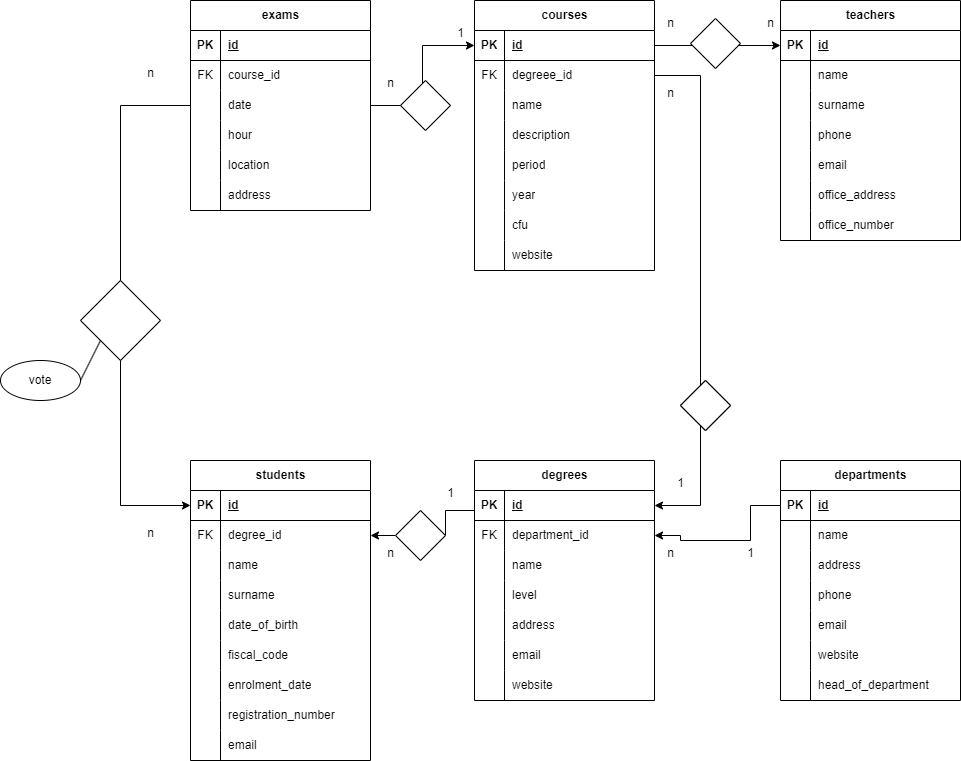 exams
PK id
FK course_id
date
hour
location
address
courses
PK id
FK degreee_id
name
description
period
year
cfu
website
teachers
PK id
name
surname
phone
email
office_address
office_number
n
n
1
n
n
n
vote
students
PK id
FK degree_id
name
surname
date_of_birth
fiscal_code
enrolment_date
registration_number
email
degrees
PK id
FK department_id
name
level
address
email
website
departments
PK id
name
address
phone
email
website
head_of_department
n
1
n
1
n
1